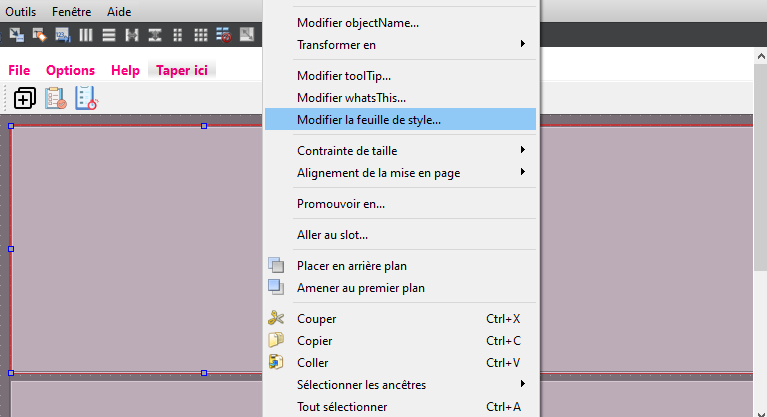 Outils Fenêtre Aide
File Options Help Taper ici
Modifier objectName...
Transformer en
Modifier toolTip...
Modifier whatsThis...
Modifier la feuille de style...
Contrainte de taille
Alignement de la mise en page
Promouvoir en...
Aller au slot...
Placer en arrière plan
Amener au premier plan
Couper Ctrl+X
Copier Ctrl+C
Coller Ctrl+V
Sélectionner les ancêtres
Tout sélectionner Ctrl+A